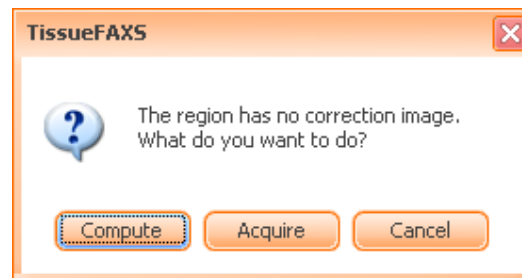 TissueFAXS
The region has no correction image.
What do you want to do?
Compute Acquire Cancel